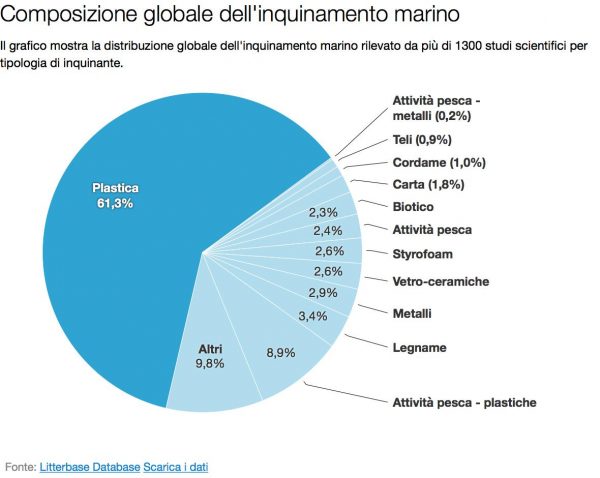 Composizione globale dell'inquinamento marino
Il grafico mostra la distribuzione globale dell'inquinamento marino rilevato da più di 1300 studi scientifici per
tipologia di inquinante.
Attività pesca -
metalli (0,2%)
Teli (0,9%)
Cordame (1,0%)
Carta (1,8%)
Biotico
2,3%
Attività pesca
2,4%
Styrofoam
2,6%
Vetro-ceramiche
2,6%
Metalli
2,9%
Legname
3,4%
Attività pesca - plastiche
8,9%
Altri
9,8%
Plastica
61,3%
Fonte: Litterbase Database Scarica i dati